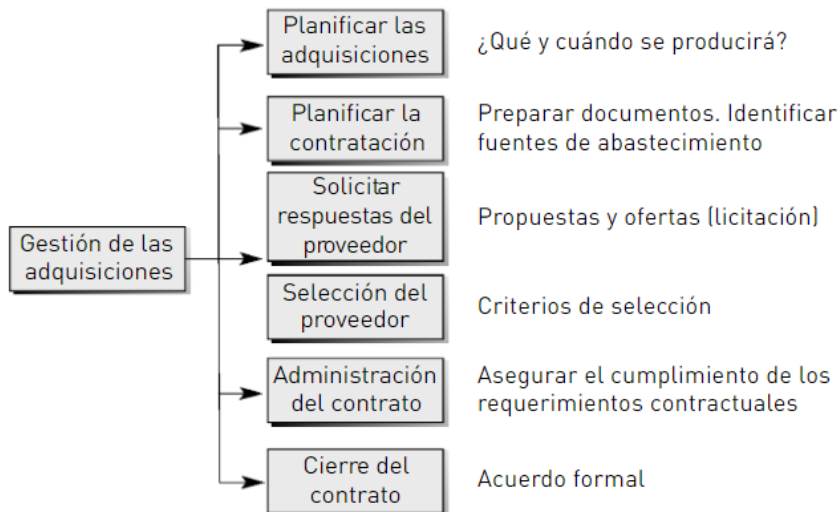 Planificar las
adquisiciones
¿Qué y cuándo se producirá?
Planificar la
contratación
Preparar documentos. Identificar
fuentes de abastecimiento
Solicitar
respuestas del
proveedor
Propuestas y ofertas (licitación)
Gestión de las
adquisiciones
Selección del
proveedor
Criterios de selección
Administración
del contrato
Asegurar el cumplimiento de los
requerimientos contractuales
Cierre del
contrato
Acuerdo formal